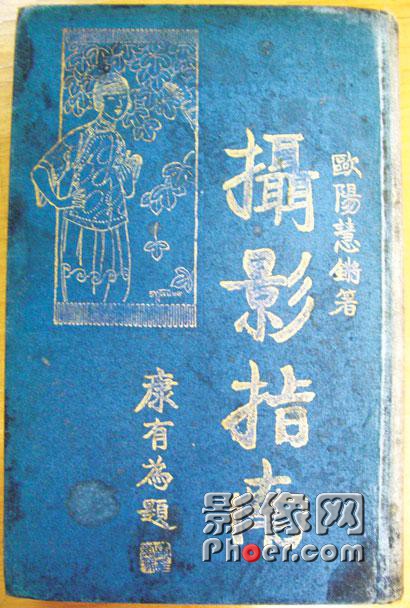 歐陽慧鏘著
攝影指南
康有為題
影像网
Phoer.com